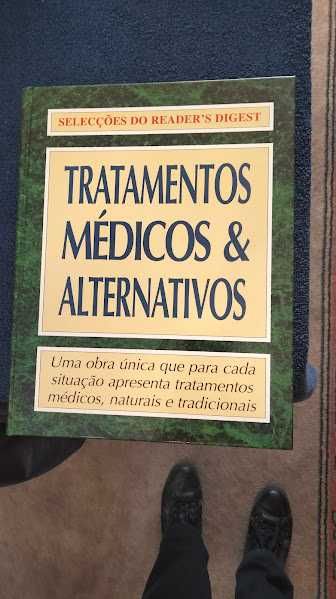 SELECÇÕES DO READER'S DIGEST
TRATAMENTOS
MÉDICOS &
ALTERNATIVOS
Uma obra única que para cada
situação apresenta tratamentos
médicos, naturais e tradicionais